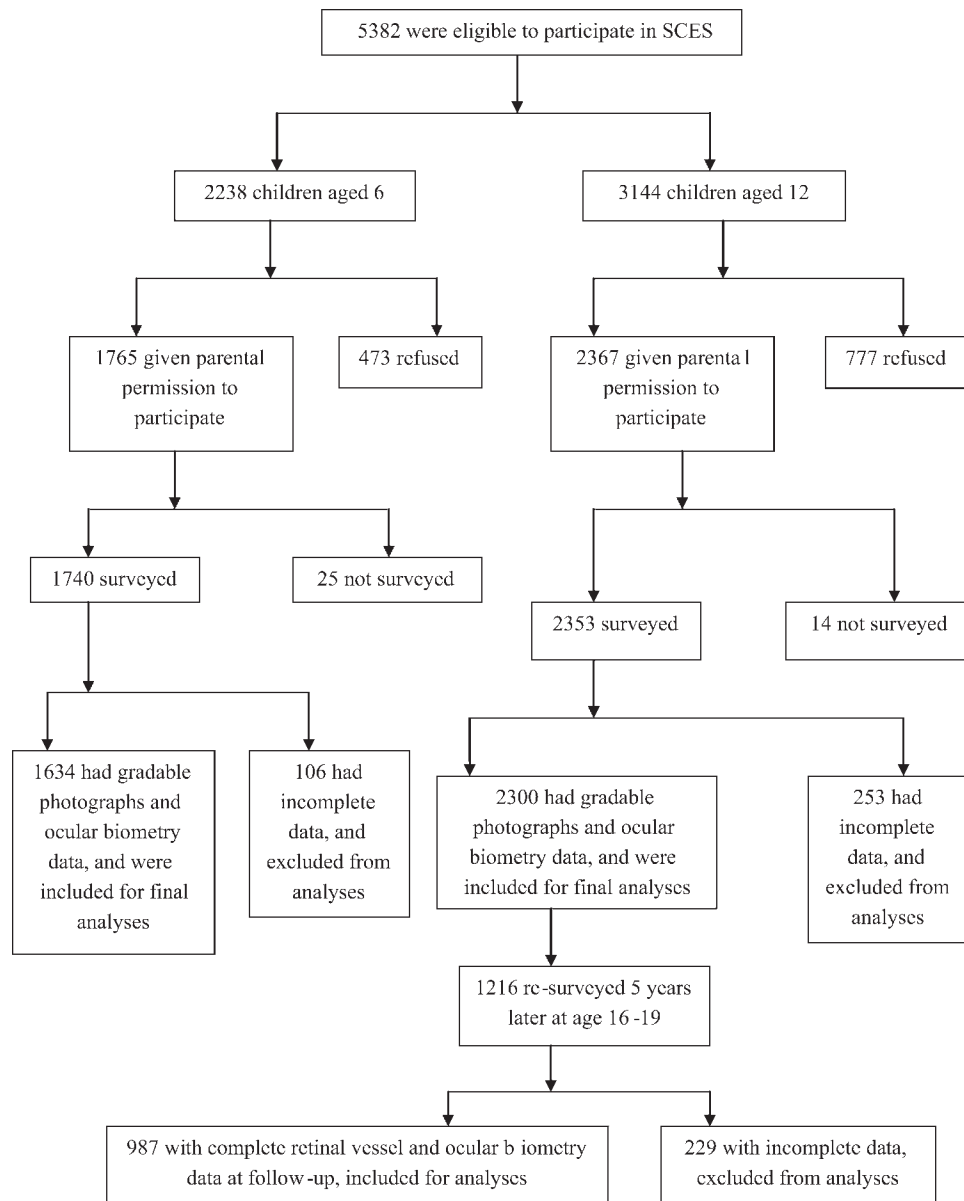 5382 were eligible to participate in SCES
2238 children aged 6
3144 children aged 12
1765 given parental
permission to
participate
473 refused
2367 given parental
permission to
participate
777 refused
1740 surveyed
25 not surveyed
2353 surveyed
14 not surveyed
1634 had gradable
photographs and
ocular biometry
data, and were
included for final
analyses
106 had
incomplete
data, and
excluded from
analyses
2300 had gradable
photographs and ocular
biometry data, and were
included for final analyses
253 had
incomplete
data, and
excluded from
analyses
1216 re-surveyed 5 years
later at age 16-19
987 with complete retinal vessel and ocular biometry
data at follow-up, included for analyses
229 with incomplete data,
excluded from analyses